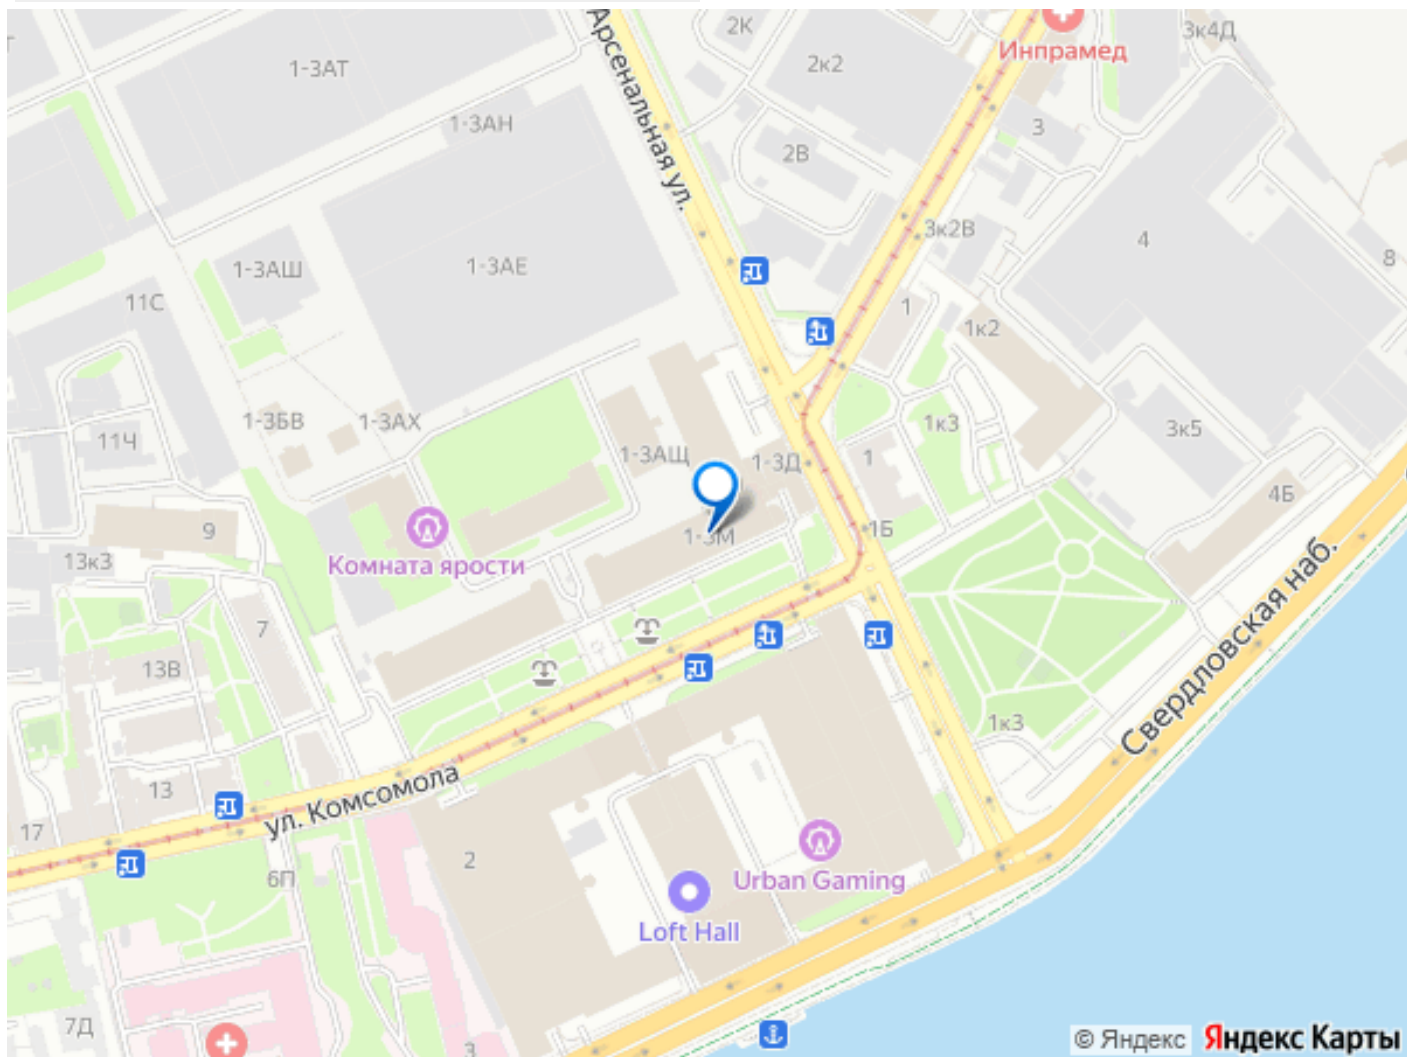 2К
3к4Д
Инпрамед
1-3АТ
2к2
Арсенальная ул.
1-3АН
3
2В
3к2В
4
8
1-3АШ
1-3АЕ
11С
1
1к2
1-3БВ
1-3АХ
1к3
3к5
11Ч
1-3АЩ
1-3Д
1
4Б
9
1-3М
1Б
13к3
Комната ярости
Свердловская наб.
7
13В
1к3
ул. Комсомола
13
17
2
6П
Urban Gaming
Loft Hall
7Д
3
© Яндекс Яндекс Карты